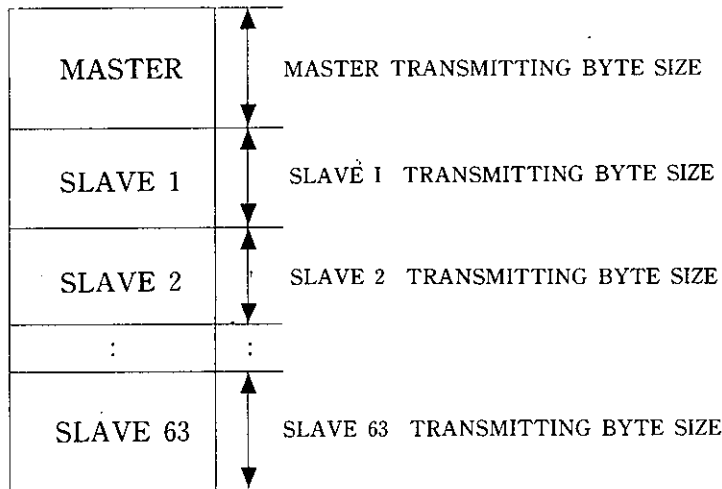 MASTER MASTER TRANSMITTING BYTE SIZE
SLAVE 1 SLAVE I TRANSMITTING BYTE SIZE
SLAVE 2 SLAVE 2 TRANSMITTING BYTE SIZE
: :
SLAVE 63 SLAVE 63 TRANSMITTING BYTE SIZE